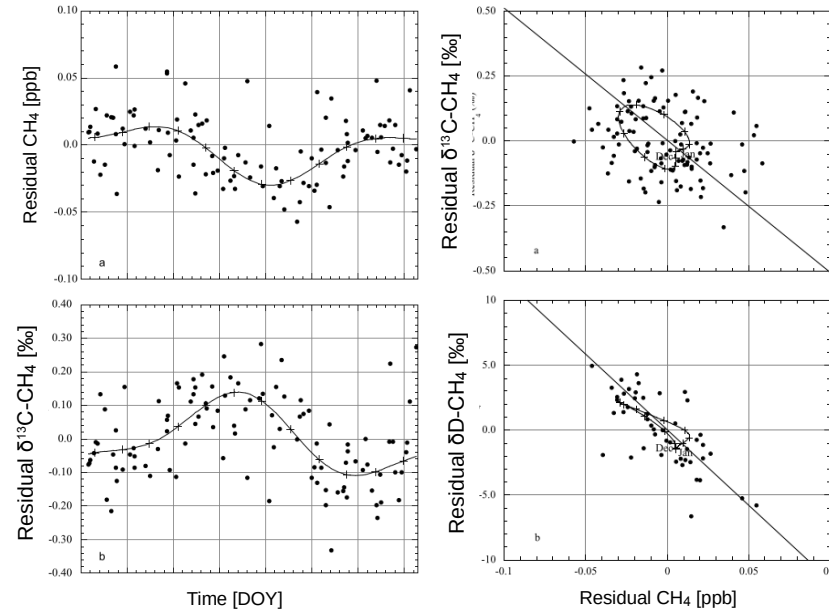 0.10
0.05
0.0
-0.05
-0.10
Residual CH₄ [ppb]
a
0.40
0.30
0.20
0.10
0.0
-0.10
-0.20
-0.30
-0.40
Residual δ¹³C-CH₄ [‰]
b
Time [DOY]
0.50
0.25
0.0
-0.25
-0.50
Residual δ¹³C-CH₄ [‰]
Dec
Jan
a
10
5.0
0.0
-5.0
-10
Residual δD-CH₄ [‰]
Dec
Jan
b
-0.1
-0.05
0
0.05
Residual CH₄ [ppb]